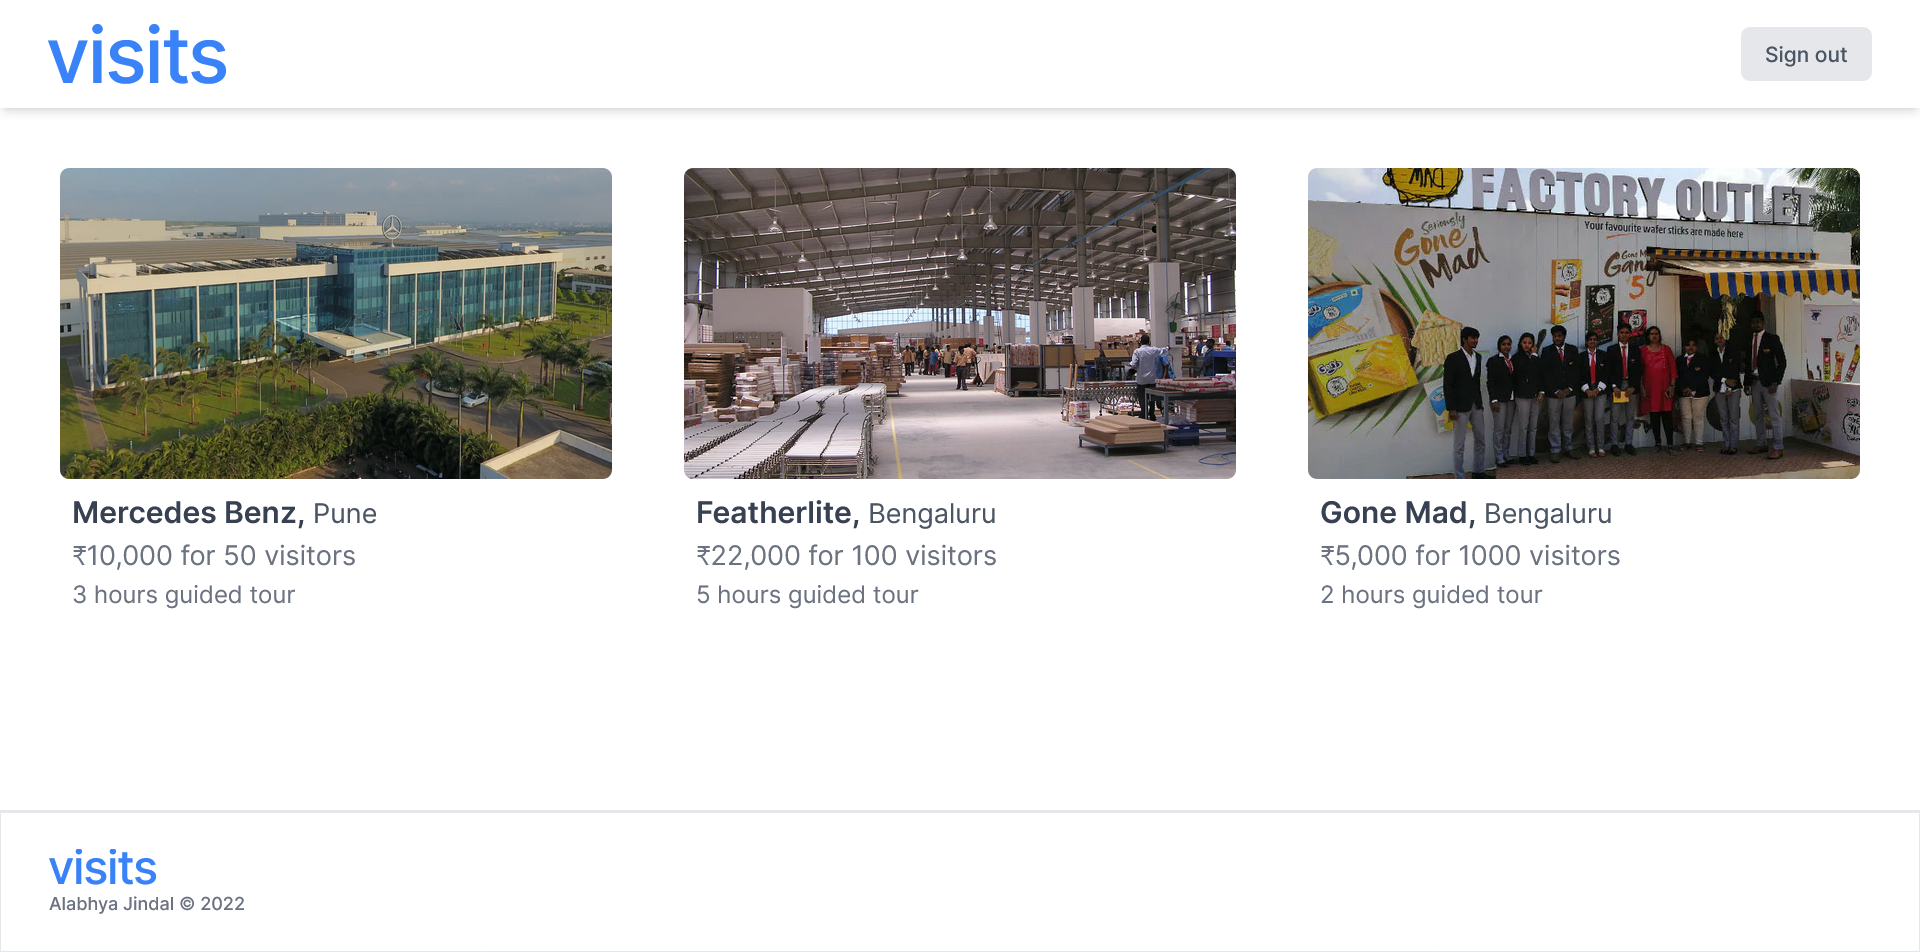 visits
Sign out
MAD
FACTORY OUTLET
Your favourite wafer sticks are made here
Seriously
Gone
Mad
Gone M
Gang
5
Mercedes Benz, Pune
₹10,000 for 50 visitors
3 hours guided tour
Featherlite, Bengaluru
₹22,000 for 100 visitors
5 hours guided tour
Gone Mad, Bengaluru
₹5,000 for 1000 visitors
2 hours guided tour
visits
Alabhya Jindal © 2022